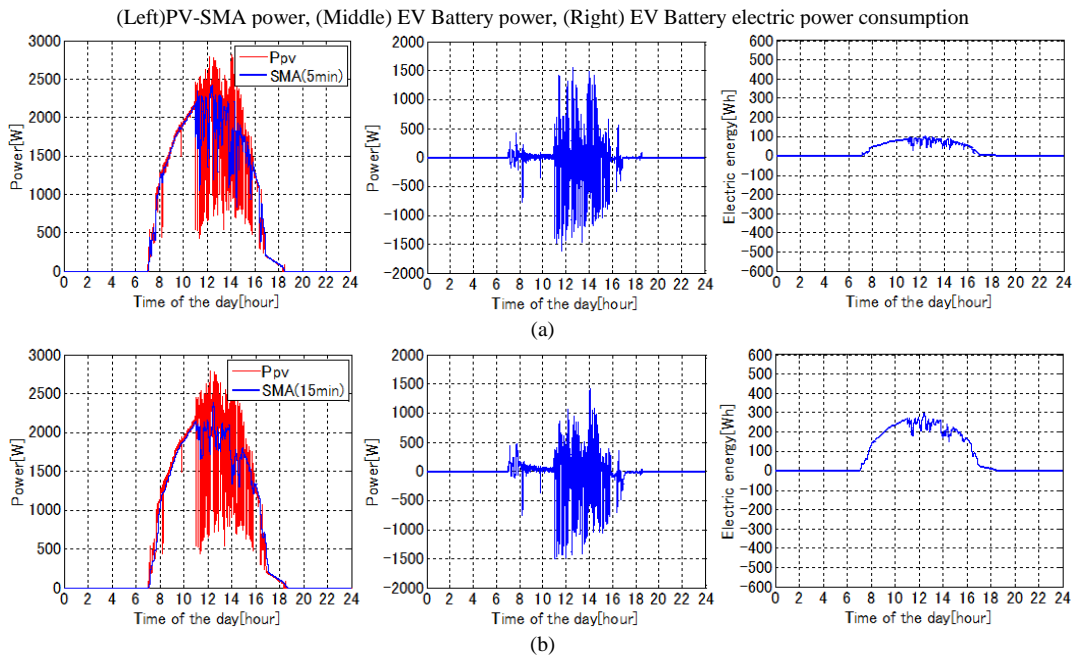 (Left)PV-SMA power, (Middle) EV Battery power, (Right) EV Battery electric power consumption
3000
2500
2000
1500
1000
500
0
Power[W]
Ppv
SMA(5min)
0 2 4 6 8 10 12 14 16 18 20 22 24
Time of the day[hour]
2000
1500
1000
500
0
-500
-1000
-1500
-2000
Power[W]
0 2 4 6 8 10 12 14 16 18 20 22 24
Time of the day[hour]
600
500
400
300
200
100
0
-100
-200
-300
-400
-500
-600
Electric energy[Wh]
0 2 4 6 8 10 12 14 16 18 20 22 24
Time of the day[hour]
(a)
3000
2500
2000
1500
1000
500
0
Power[W]
Ppv
SMA(15min)
0 2 4 6 8 10 12 14 16 18 20 22 24
Time of the day[hour]
2000
1500
1000
500
0
-500
-1000
-1500
-2000
Power[W]
0 2 4 6 8 10 12 14 16 18 20 22 24
Time of the day[hour]
600
500
400
300
200
100
0
-100
-200
-300
-400
-500
-600
Electric energy[Wh]
0 2 4 6 8 10 12 14 16 18 20 22 24
Time of the day[hour]
(b)